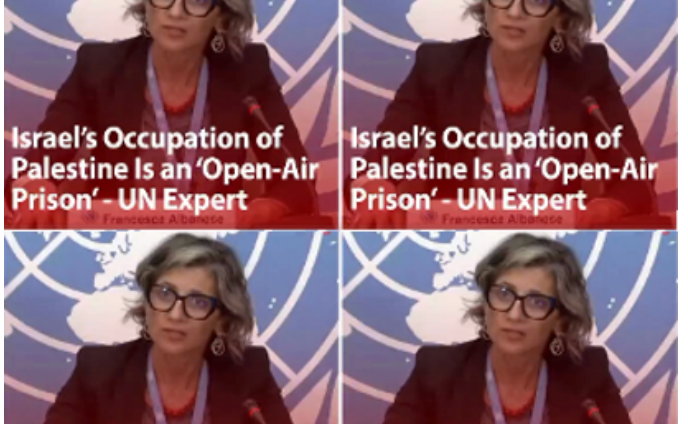 Israel's Occupation of
Palestine Is an 'Open-Air
Prison' - UN Expert
Francesca Albanese
Israel's Occupation of
Palestine Is an 'Open-Air
Prison' - UN Expert
Francesca Albanese